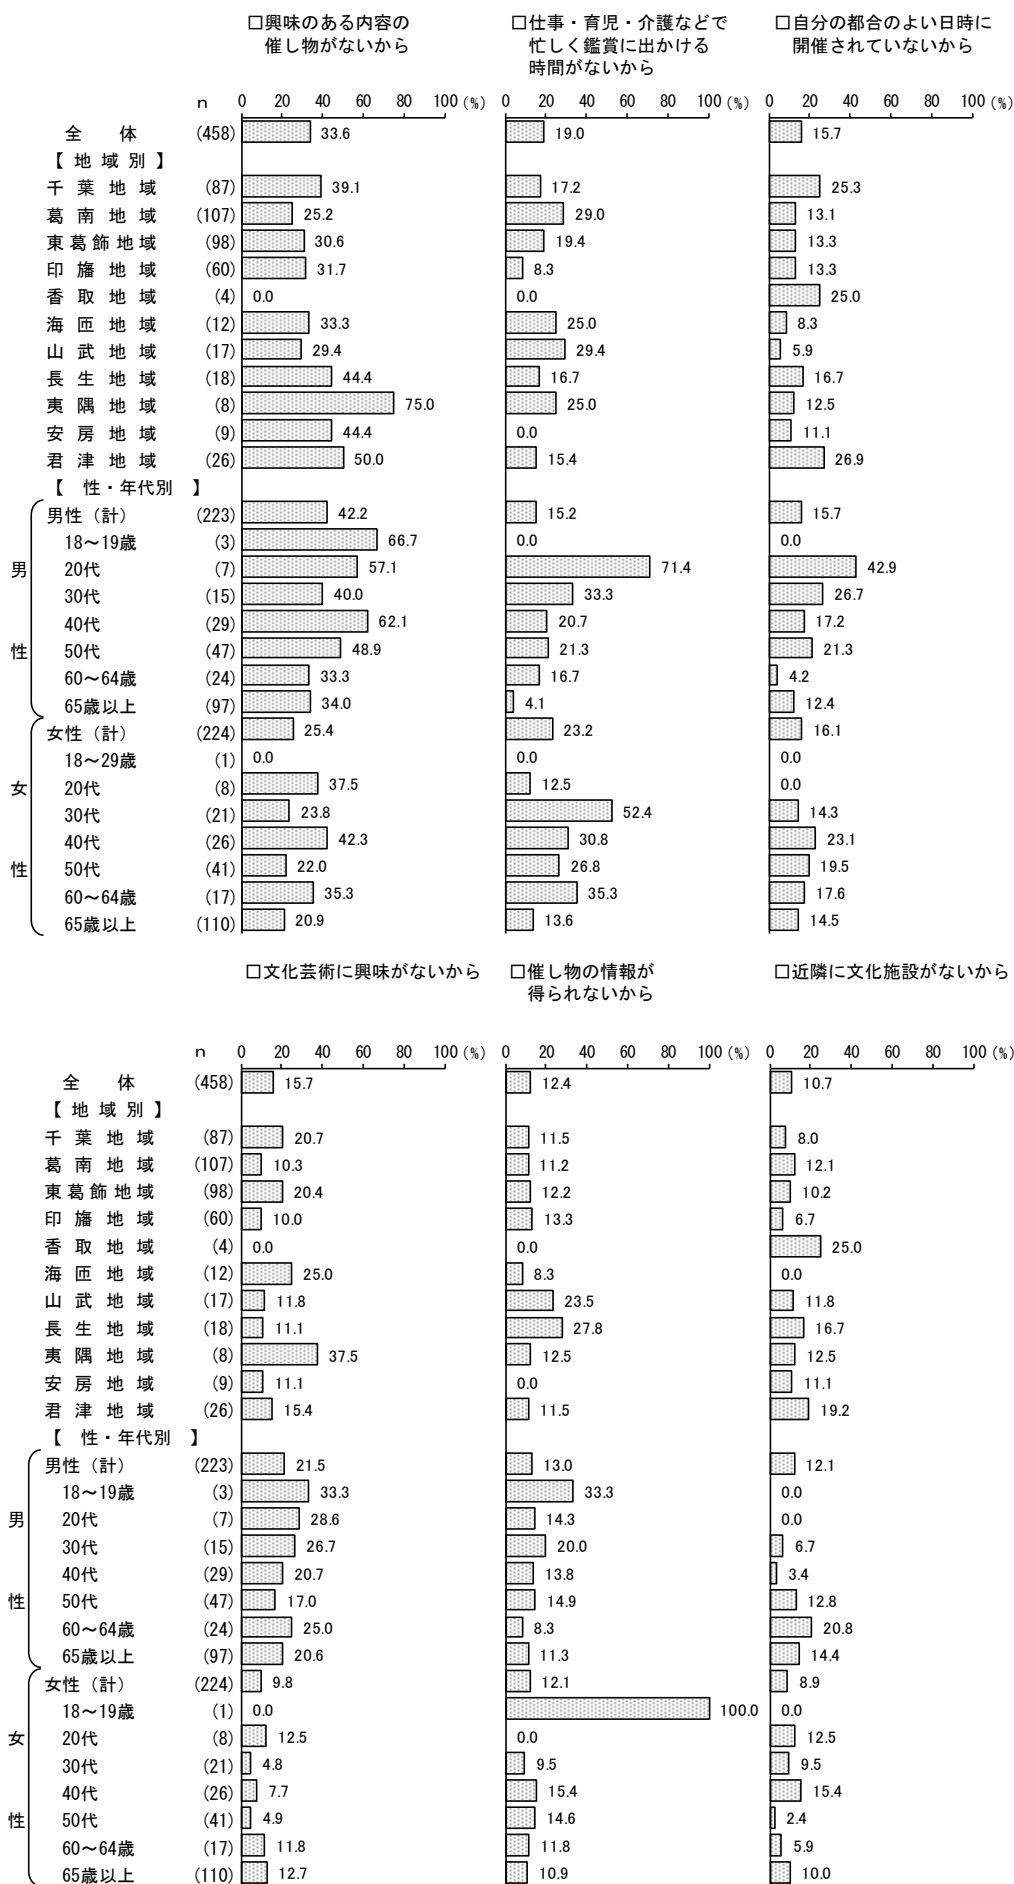 □興味のある内容の
催し物がないから
□仕事・育児・介護などで
忙しく鑑賞に出かける
時間がないから
□自分の都合のよい日時に
開催されていないから
n 0 20 40 60 80 100 (%) 0 20 40 60 80 100 (%) 0 20 40 60 80 100 (%)
全 体 (458) 33.6 19.0 15.7
【 地 域 別 】
千 葉 地 域 (87) 39.1 17.2 25.3
葛 南 地 域 (107) 25.2 29.0 13.1
東 葛 飾 地 域 (98) 30.6 19.4 13.3
印 旛 地 域 (60) 31.7 8.3 13.3
香 取 地 域 (4) 0.0 0.0 25.0
海 匝 地 域 (12) 33.3 25.0 8.3
山 武 地 域 (17) 29.4 29.4 5.9
長 生 地 域 (18) 44.4 16.7 16.7
夷 隅 地 域 (8) 75.0 25.0 12.5
安 房 地 域 (9) 44.4 0.0 11.1
君 津 地 域 (26) 50.0 15.4 26.9
【 性・年代別 】
男性（計） (223) 42.2 15.2 15.7
18～19歳 (3) 66.7 0.0 0.0
男 20代 (7) 57.1 71.4 42.9
30代 (15) 40.0 33.3 26.7
40代 (29) 62.1 20.7 17.2
性 50代 (47) 48.9 21.3 21.3
60～64歳 (24) 33.3 16.7 4.2
65歳以上 (97) 34.0 4.1 12.4
女性（計） (224) 25.4 23.2 16.1
18～29歳 (1) 0.0 0.0 0.0
女 20代 (8) 37.5 12.5 0.0
30代 (21) 23.8 52.4 14.3
40代 (26) 42.3 30.8 23.1
性 50代 (41) 22.0 26.8 19.5
60～64歳 (17) 35.3 35.3 17.6
65歳以上 (110) 20.9 13.6 14.5
□文化芸術に興味がないから
□催し物の情報が
得られないから
□近隣に文化施設がないから
n 0 20 40 60 80 100 (%) 0 20 40 60 80 100 (%) 0 20 40 60 80 100 (%)
全 体 (458) 15.7 12.4 10.7
【 地 域 別 】
千 葉 地 域 (87) 20.7 11.5 8.0
葛 南 地 域 (107) 10.3 11.2 12.1
東 葛 飾 地 域 (98) 20.4 12.2 10.2
印 旛 地 域 (60) 10.0 13.3 6.7
香 取 地 域 (4) 0.0 0.0 25.0
海 匝 地 域 (12) 25.0 8.3 0.0
山 武 地 域 (17) 11.8 23.5 11.8
長 生 地 域 (18) 11.1 27.8 16.7
夷 隅 地 域 (8) 37.5 12.5 12.5
安 房 地 域 (9) 11.1 0.0 11.1
君 津 地 域 (26) 15.4 11.5 19.2
【 性・年代別 】
男性（計） (223) 21.5 13.0 12.1
18～19歳 (3) 33.3 33.3 0.0
男 20代 (7) 28.6 14.3 0.0
30代 (15) 26.7 20.0 6.7
40代 (29) 20.7 13.8 3.4
性 50代 (47) 17.0 14.9 12.8
60～64歳 (24) 25.0 8.3 20.8
65歳以上 (97) 20.6 11.3 14.4
女性（計） (224) 9.8 12.1 8.9
18～19歳 (1) 0.0 100.0 0.0
女 20代 (8) 12.5 0.0 12.5
30代 (21) 4.8 9.5 9.5
40代 (26) 7.7 15.4 15.4
性 50代 (41) 4.9 14.6 2.4
60～64歳 (17) 11.8 11.8 5.9
65歳以上 (110) 12.7 10.9 10.0